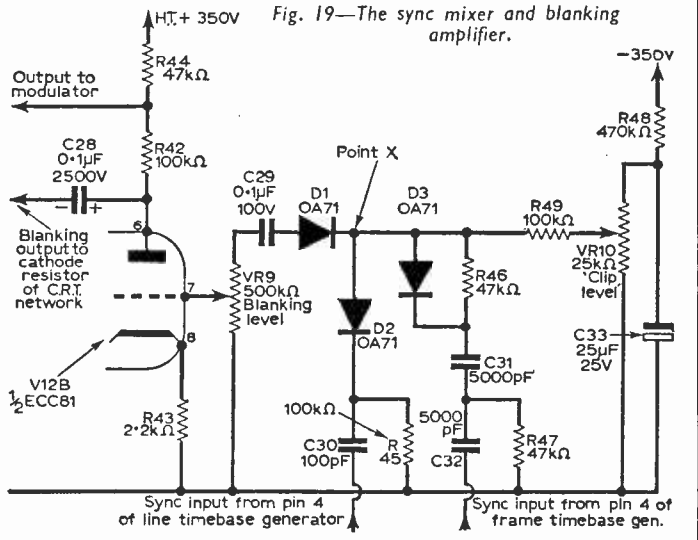 Fig. 19—The sync mixer and blanking
amplifier.
H.T. + 350V
R44
47kΩ
Output to
modulator
C28
0·1μF
2500V
R42
100kΩ
– +
Blanking
output to
cathode
resistor
of C.R.T.
network
6
7
8
V12B
½ECC81
R43
2·2kΩ
VR9
500kΩ
Blanking
level
C29
0·1μF
100V
D1
OA71
Point X
D3
OA71
D2
OA71
R46
47kΩ
R49
100kΩ
-350V
R48
470kΩ
VR10
25kΩ
'Clip
level'
C33
25μF
25V
C31
5000pF
100kΩ
R
45
C30
100pF
5000
pF
C32
R47
47kΩ
Sync input from pin 4
of line timebase generator
Sync input from pin 4 of
frame timebase gen.